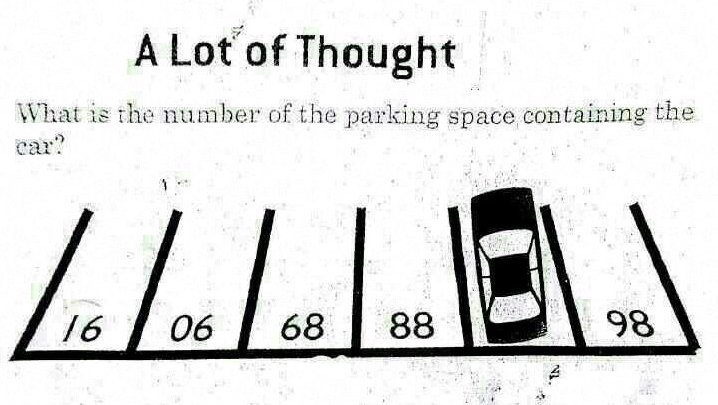 A Lot of Thought
What is the number of the parking space containing the
car?
16 06 68 88 98